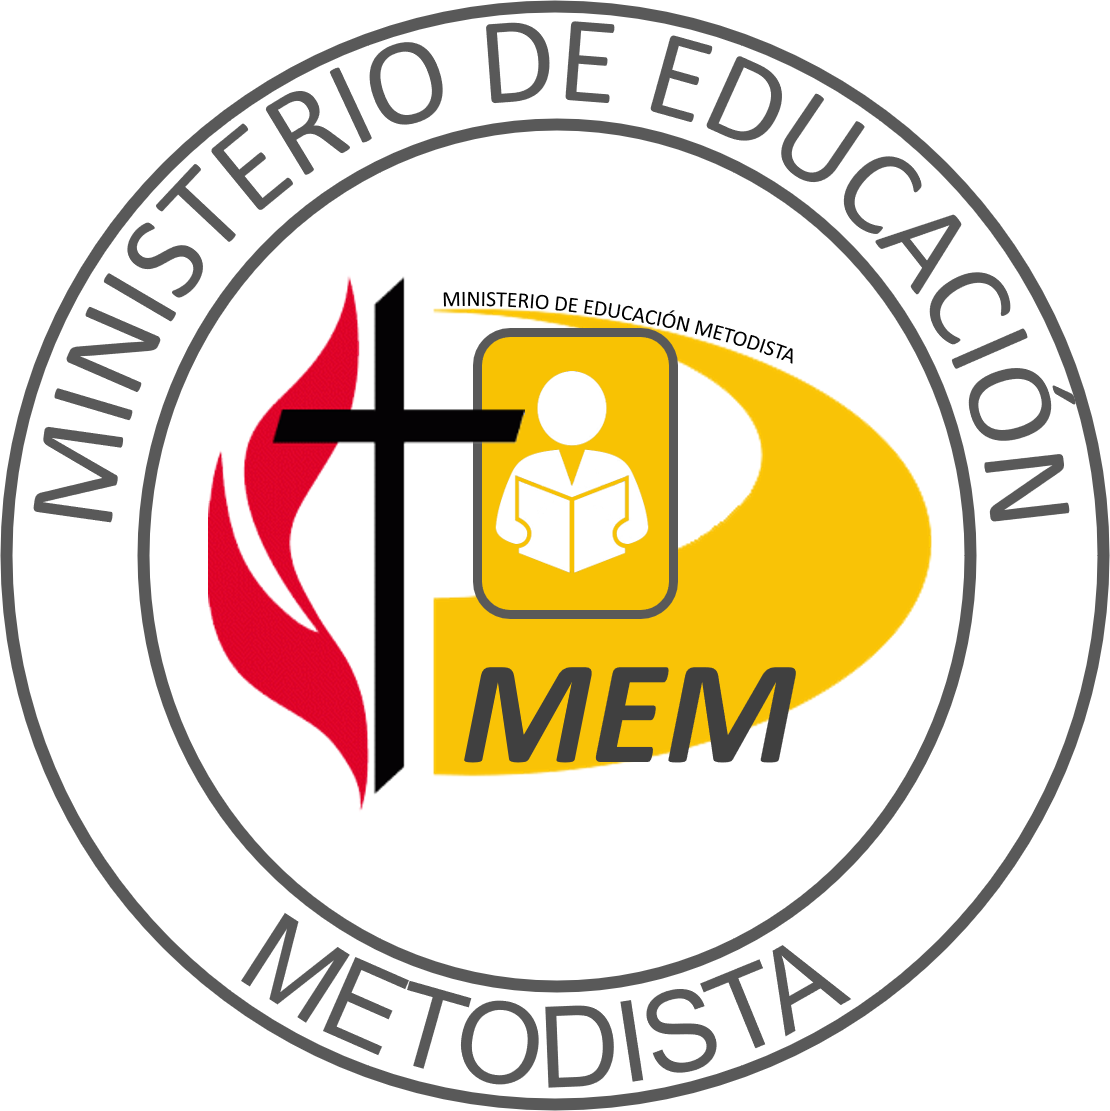 MINISTERIO DE EDUCACIÓN
MINISTERIO DE EDUCACIÓN METODISTA
MEM
METODISTA